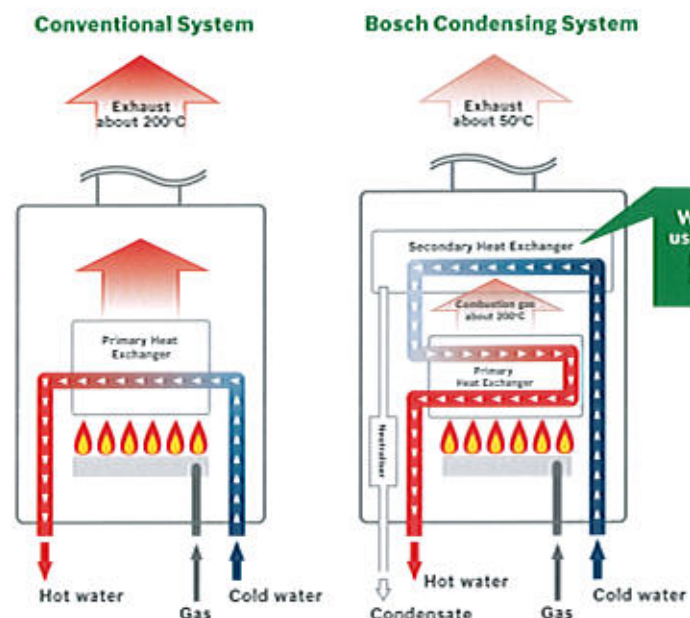 Conventional System
Exhaust
about 200°C
Primary Heat
Exchanger
Hot water
Gas
Cold water
Bosch Condensing System
Exhaust
about 50°C
Secondary Heat Exchanger
Combustion gas
about 200°C
Primary
Heat Exchanger
Neutraliser
Hot water
Condensate
Gas
Cold water